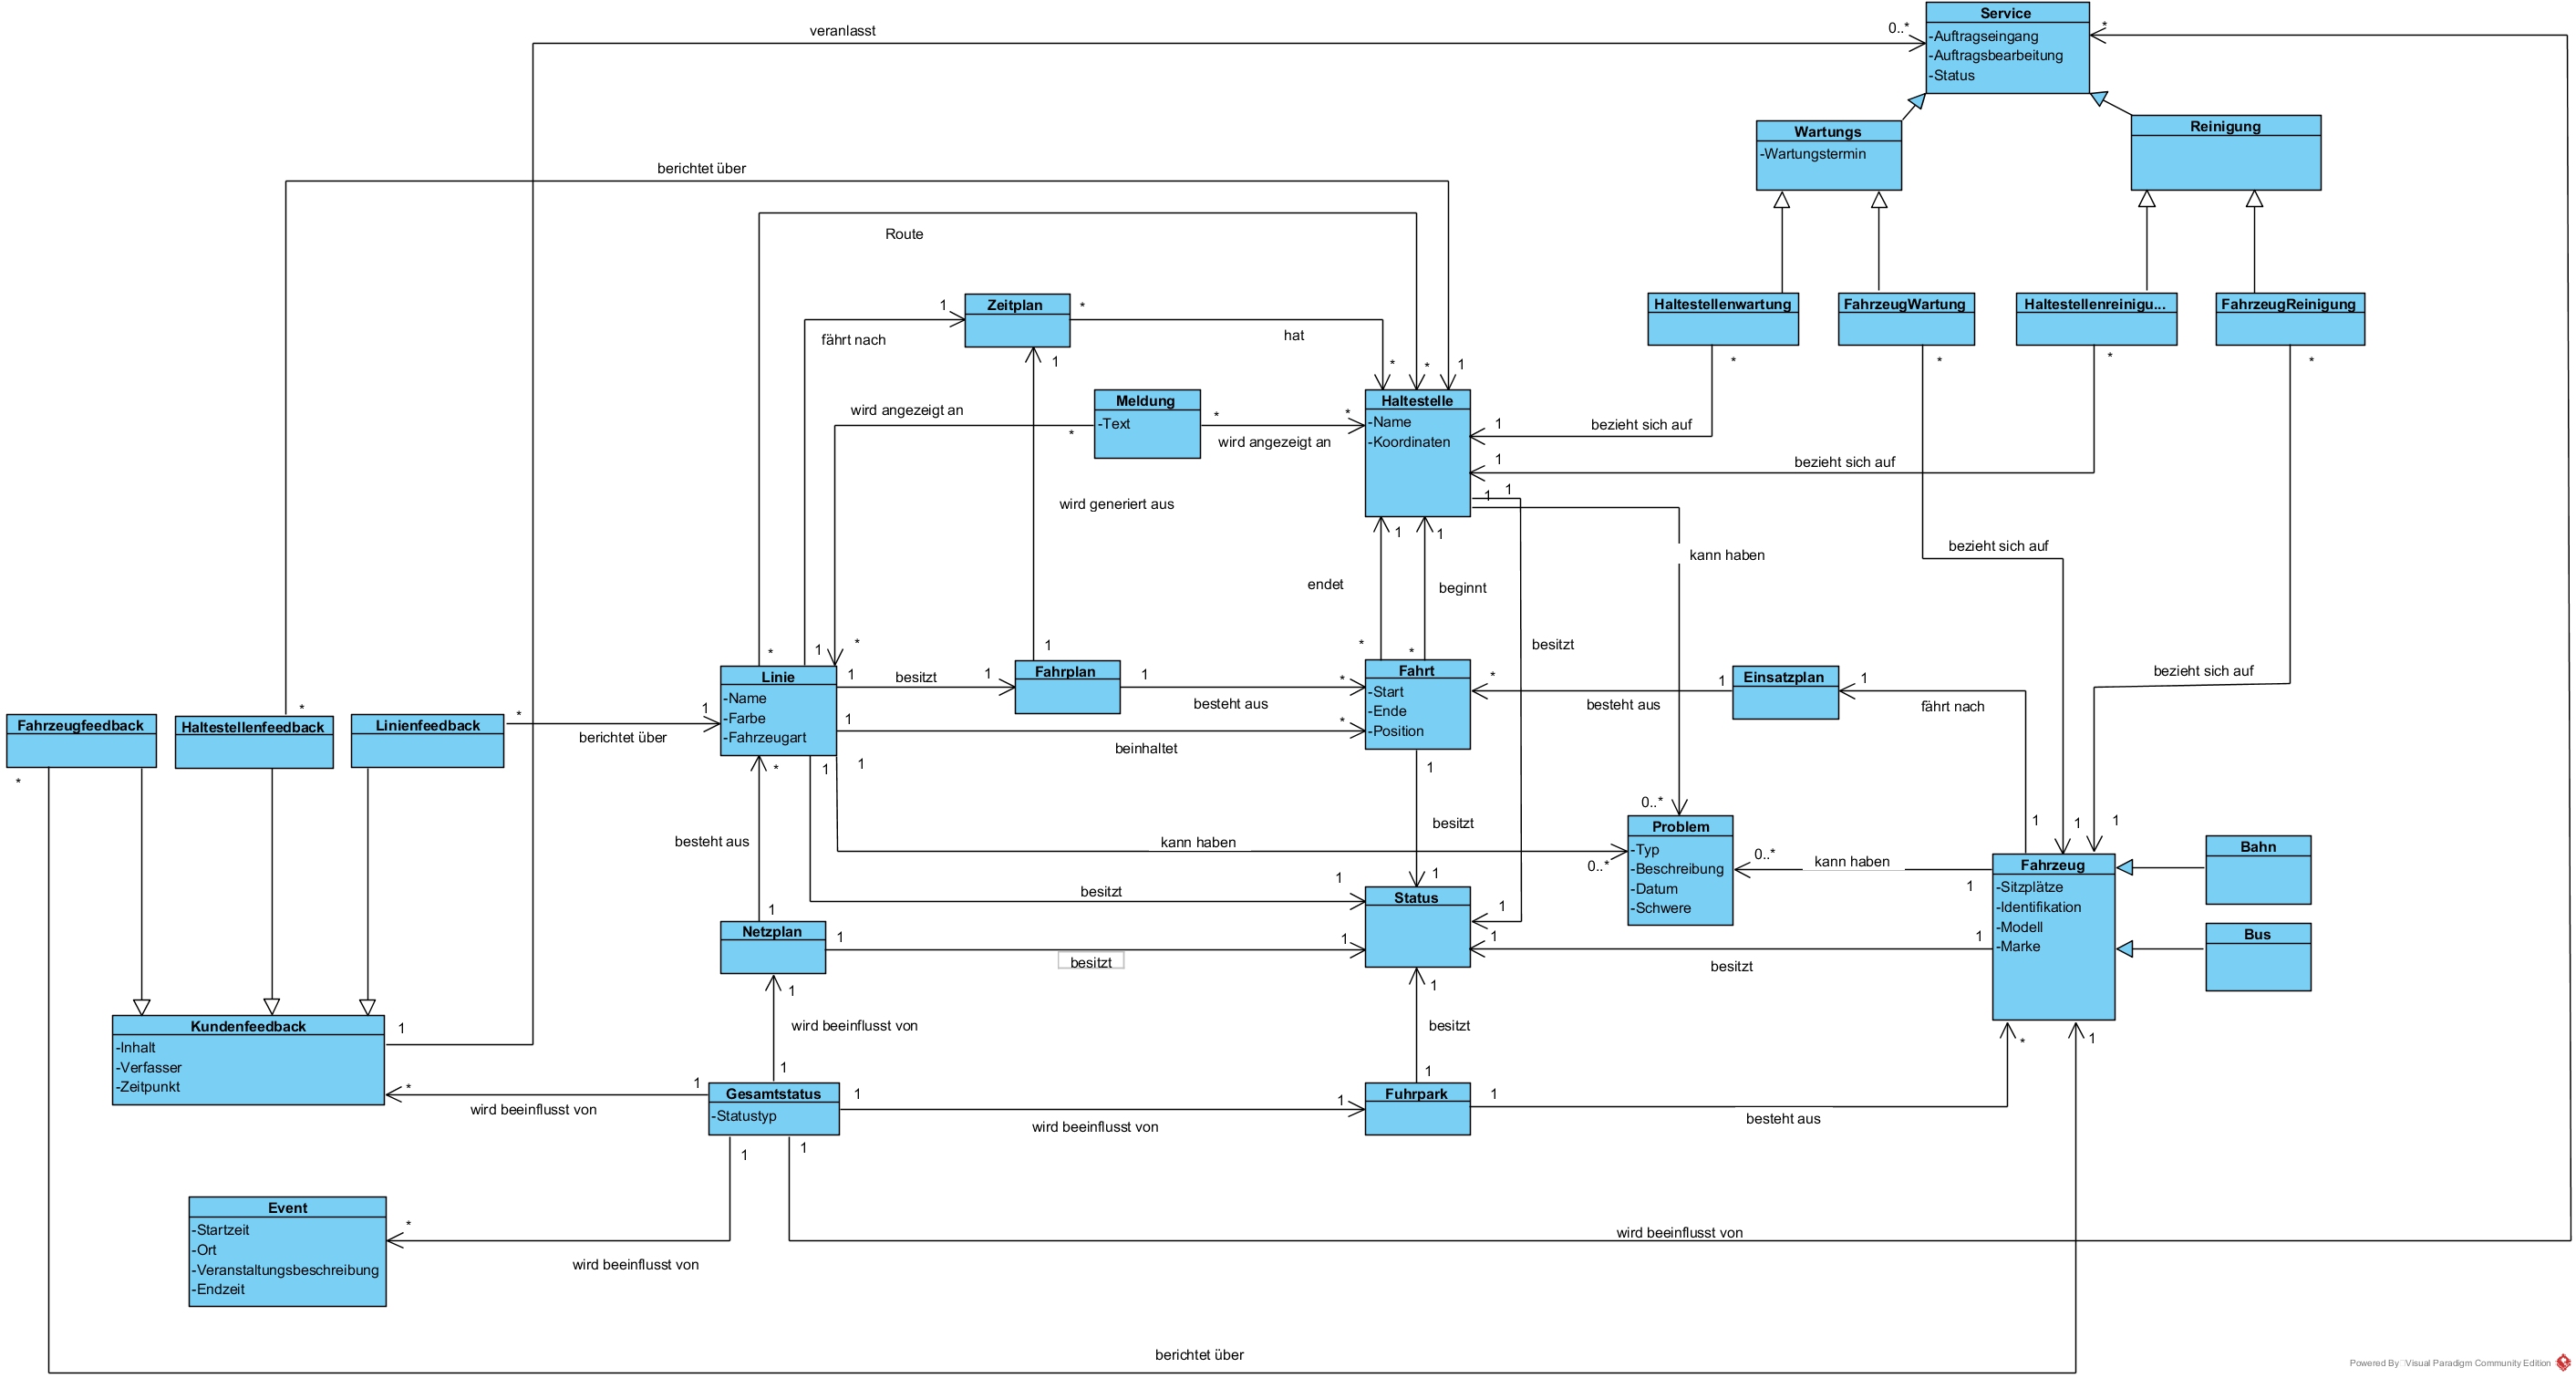 Service
-Auftragseingang
-Auftragsbearbeitung
-Status
veranlasst
0..*
*
Wartungs
-Wartungstermin
Reinigung
berichtet über
Route
Haltestellenwartung
FahrzeugWartung
Haltestellenreinigu...
FahrzeugReinigung
*
*
*
*
Zeitplan
1
*
fährt nach
hat
1
*
*
1
Meldung
-Text
wird angezeigt an
*
*
*
wird angezeigt an
Haltestelle
-Name
-Koordinaten
1
bezieht sich auf
1
bezieht sich auf
1
1
wird generiert aus
1
1
kann haben
bezieht sich auf
endet
beginnt
besitzt
bezieht sich auf
*
1
*
1
*
*
Linie
-Name
-Farbe
-Fahrzeugart
1
besitzt
1
Fahrplan
1
besteht aus
*
Fahrt
-Start
-Ende
-Position
*
1
besteht aus
Einsatzplan
1
fährt nach
1
beinhaltet
*
Fahrzeugfeedback
Haltestellenfeedback
Linienfeedback
*
*
*
1
berichtet über
1
1
*
1
besitzt
0..*
1
1
1
besteht aus
kann haben
0..*
Problem
-Typ
-Beschreibung
-Datum
-Schwere
0..*
kann haben
1
Fahrzeug
-Sitzplätze
-Identifikation
-Modell
-Marke
Bahn
Bus
1
besitzt
1
1
Status
1
1
1
besitzt
Netzplan
1
besitzt
1
1
1
wird beeinflusst von
1
1
besitzt
1
Kundenfeedback
-Inhalt
-Verfasser
-Zeitpunkt
1
*
wird beeinflusst von
1
Gesamtstatus
-Statustyp
1
wird beeinflusst von
1
Fuhrpark
1
besteht aus
*
1
1
1
Event
-Startzeit
-Ort
-Veranstaltungsbeschreibung
-Endzeit
*
wird beeinflusst von
wird beeinflusst von
berichtet über
Powered By Visual Paradigm Community Edition